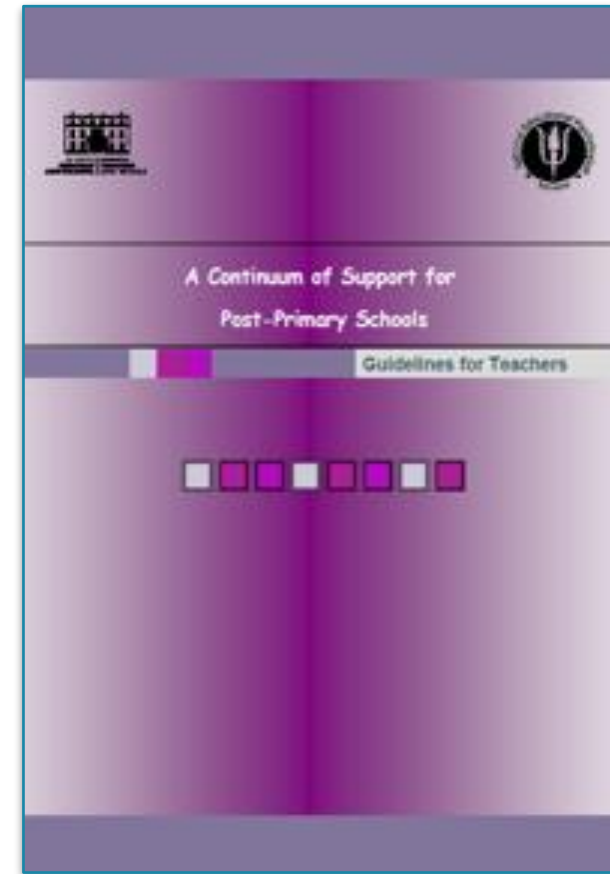 A Continuum of Support for
Post-Primary Schools
Guidelines for Teachers